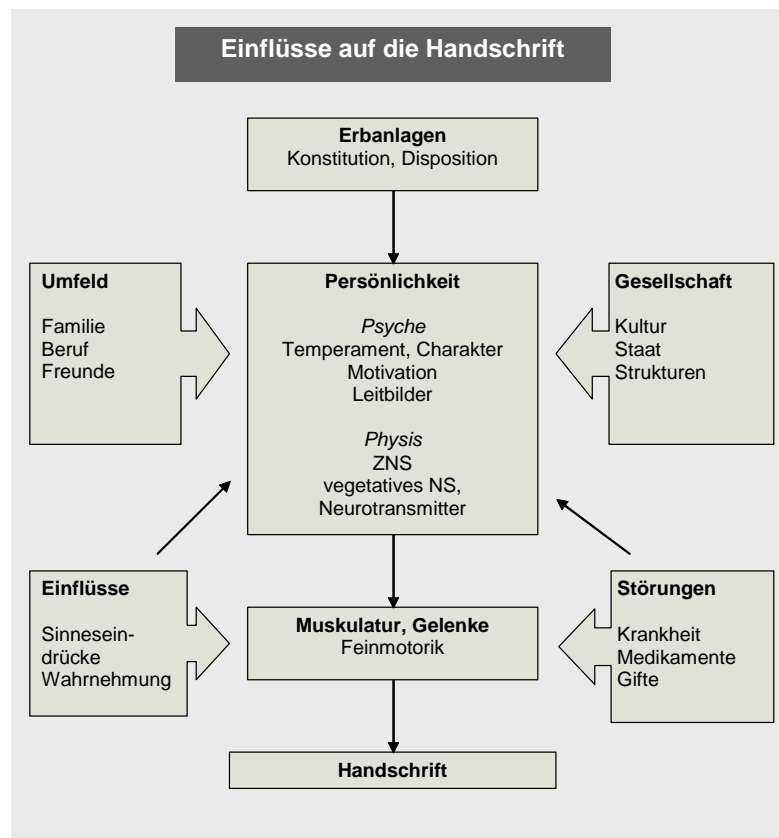 Einflüsse auf die Handschrift
Erbanlagen
Konstitution, Disposition
Umfeld
Familie
Beruf
Freunde
Persönlichkeit
Psyche
Temperament, Charakter
Motivation
Leitbilder
Physis
ZNS
vegetatives NS,
Neurotransmitter
Gesellschaft
Kultur
Staat
Strukturen
Einflüsse
Sinnesein-
drücke
Wahrnehmung
Muskulatur, Gelenke
Feinmotorik
Störungen
Krankheit
Medikamente
Gifte
Handschrift